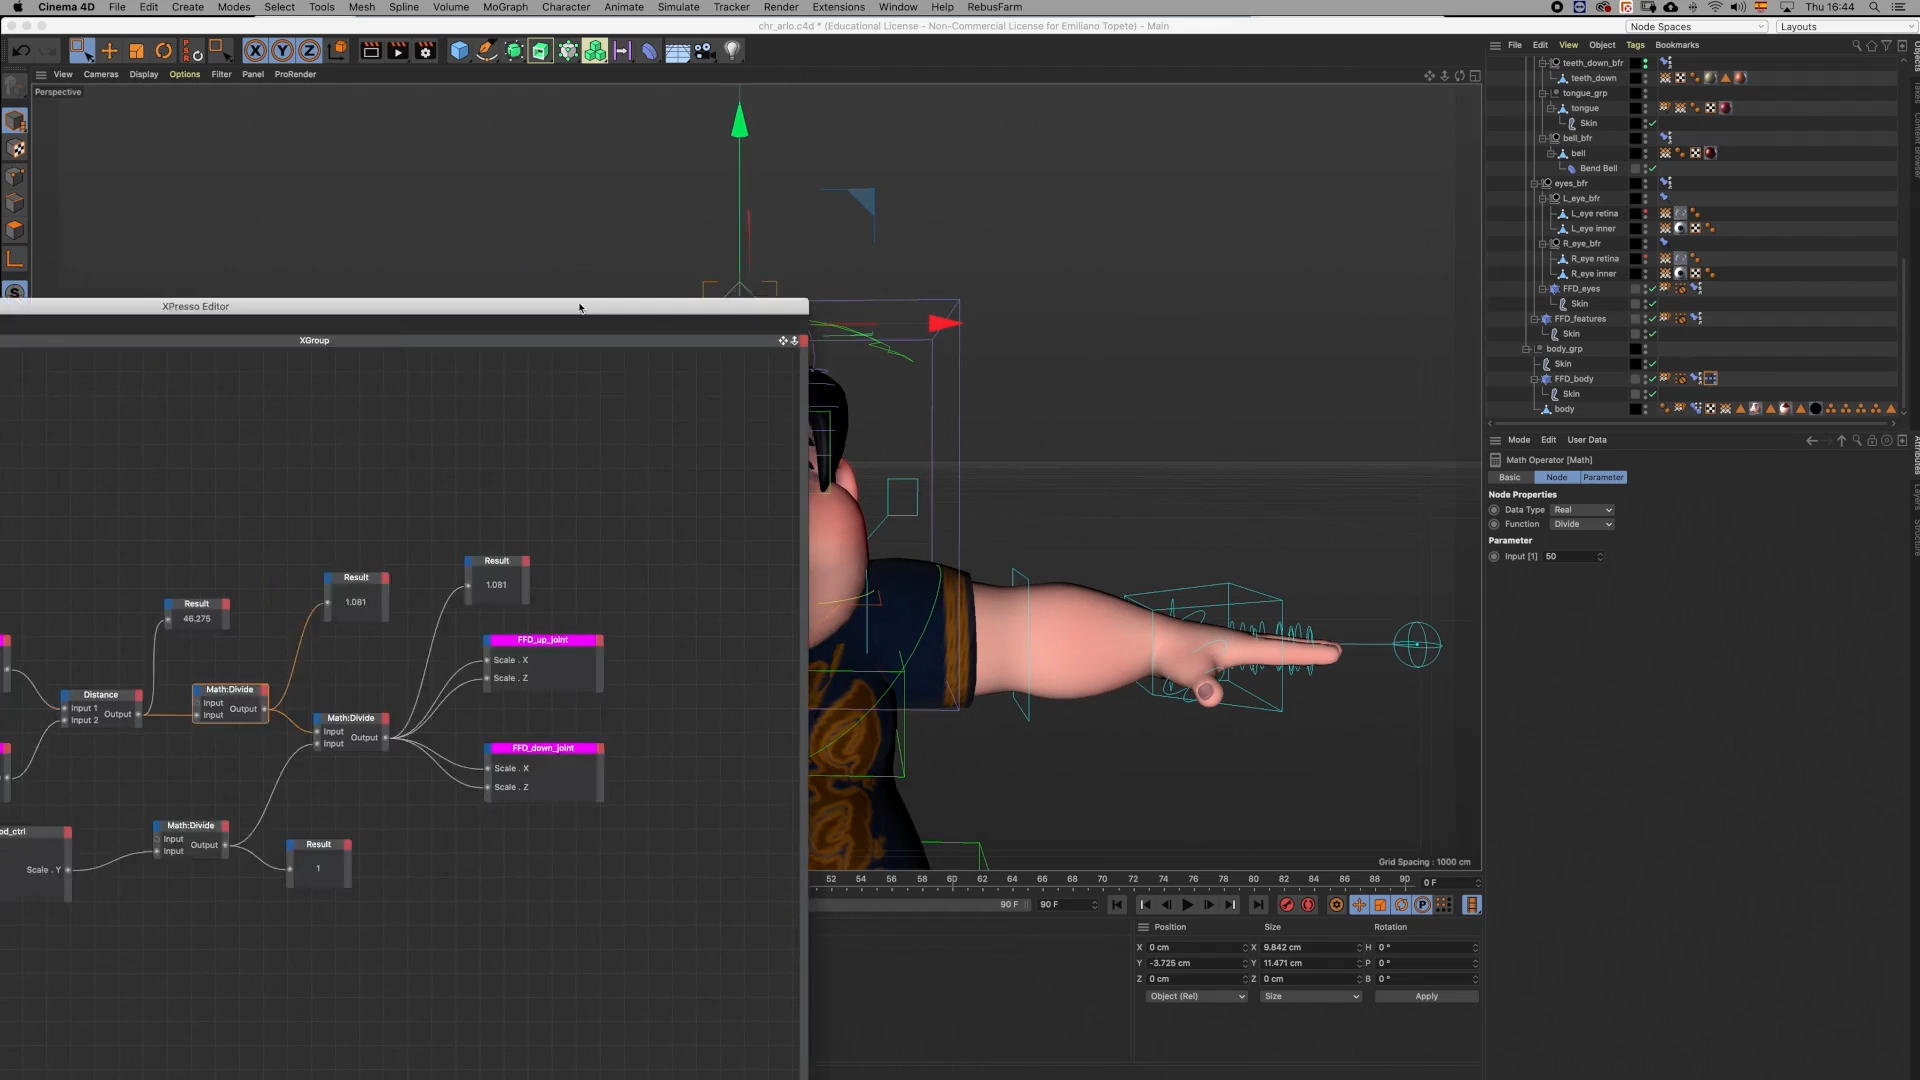 Cinema 4D File Edit Create Modes Select Tools Mesh Spline Volume MoGraph Character Animate Simulate Tracker Render Extensions Window Help RebusFarm Thu 16:44
chr_arlo.c4d * (Educational License - Non-Commercial License for Emiliano Topete) - Main
Node Spaces
Layouts
X Y Z
File Edit View Object Tags Bookmarks
View Cameras Display Options Filter Panel ProRender
Perspective
teeth_down_bfr
teeth_down
tongue_grp
tongue
Skin
bell_bfr
bell
Bend Bell
eyes_bfr
L_eye_bfr
L_eye retina
L_eye inner
R_eye_bfr
R_eye retina
R_eye inner
FFD_eyes
Skin
FFD_features
Skin
body_grp
Skin
FFD_body
Skin
body
Objects
Takes
Content Browser
Attributes
Layers
Structure
XPresso Editor
XGroup
Result
46.275
Result
1.081
Result
1.081
FFD_up_joint
Scale . X
Scale . Z
Distance
Input 1
Input 2
Output
Math:Divide
Input
Input
Output
Math:Divide
Input
Input
Output
FFD_down_joint
Scale . X
Scale . Z
od_ctrl
Scale . Y
Math:Divide
Input
Input
Output
Result
1
Mode Edit User Data
Math Operator [Math]
Basic Node Parameter
Node Properties
Data Type Real
Function Divide
Parameter
Input [1] 50
Grid Spacing : 1000 cm
52 54 56 58 60 62 64 66 68 70 72 74 76 78 80 82 84 86 88 90 0 F
90 F 90 F
Position Size Rotation
X 0 cm X 9.842 cm H 0 °
Y -3.725 cm Y 11.471 cm P 0 °
Z 0 cm Z 0 cm B 0 °
Object (Rel) Size Apply